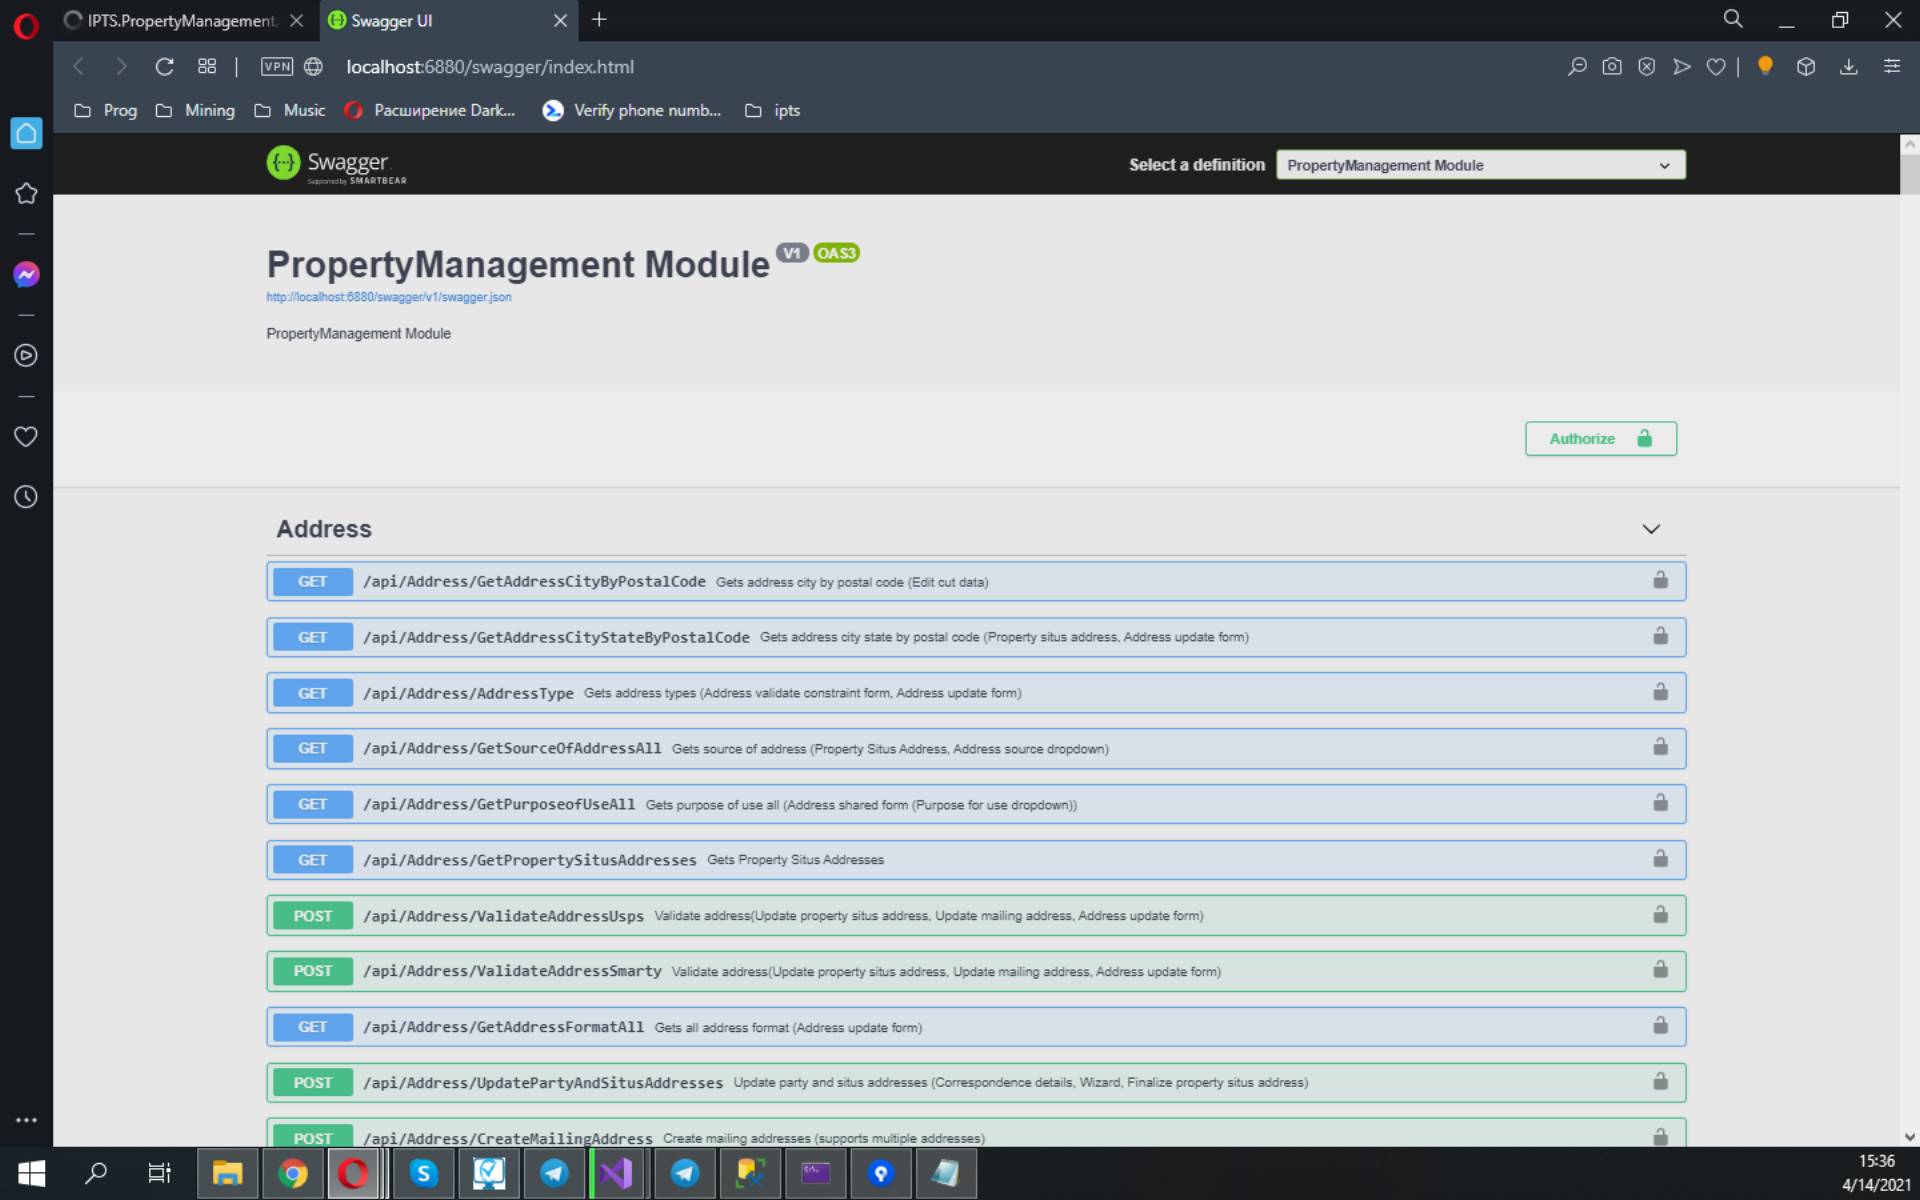 IPTS.PropertyManagement.
Swagger UI
VPN
localhost:6880/swagger/index.html
Prog
Mining
Music
Расширение Dark...
Verify phone numb...
ipts
Swagger
Supported by SMARTBEAR
Select a definition
PropertyManagement Module
PropertyManagement Module V1 OAS3
http://localhost:6880/swagger/v1/swagger.json
PropertyManagement Module
Authorize
Address
GET /api/Address/GetAddressCityByPostalCode Gets address city by postal code (Edit cut data)
GET /api/Address/GetAddressCityStateByPostalCode Gets address city state by postal code (Property situs address, Address update form)
GET /api/Address/AddressType Gets address types (Address validate constraint form, Address update form)
GET /api/Address/GetSourceOfAddressAll Gets source of address (Property Situs Address, Address source dropdown)
GET /api/Address/GetPurposeofUseAll Gets purpose of use all (Address shared form (Purpose for use dropdown))
GET /api/Address/GetPropertySitusAddresses Gets Property Situs Addresses
POST /api/Address/ValidateAddressUsps Validate address(Update property situs address, Update mailing address, Address update form)
POST /api/Address/ValidateAddressSmarty Validate address(Update property situs address, Update mailing address, Address update form)
GET /api/Address/GetAddressFormatAll Gets all address format (Address update form)
POST /api/Address/UpdatePartyAndSitusAddresses Update party and situs addresses (Correspondence details, Wizard, Finalize property situs address)
POST /api/Address/CreateMailingAddress Create mailing addresses (supports multiple addresses)
15:36
4/14/2021